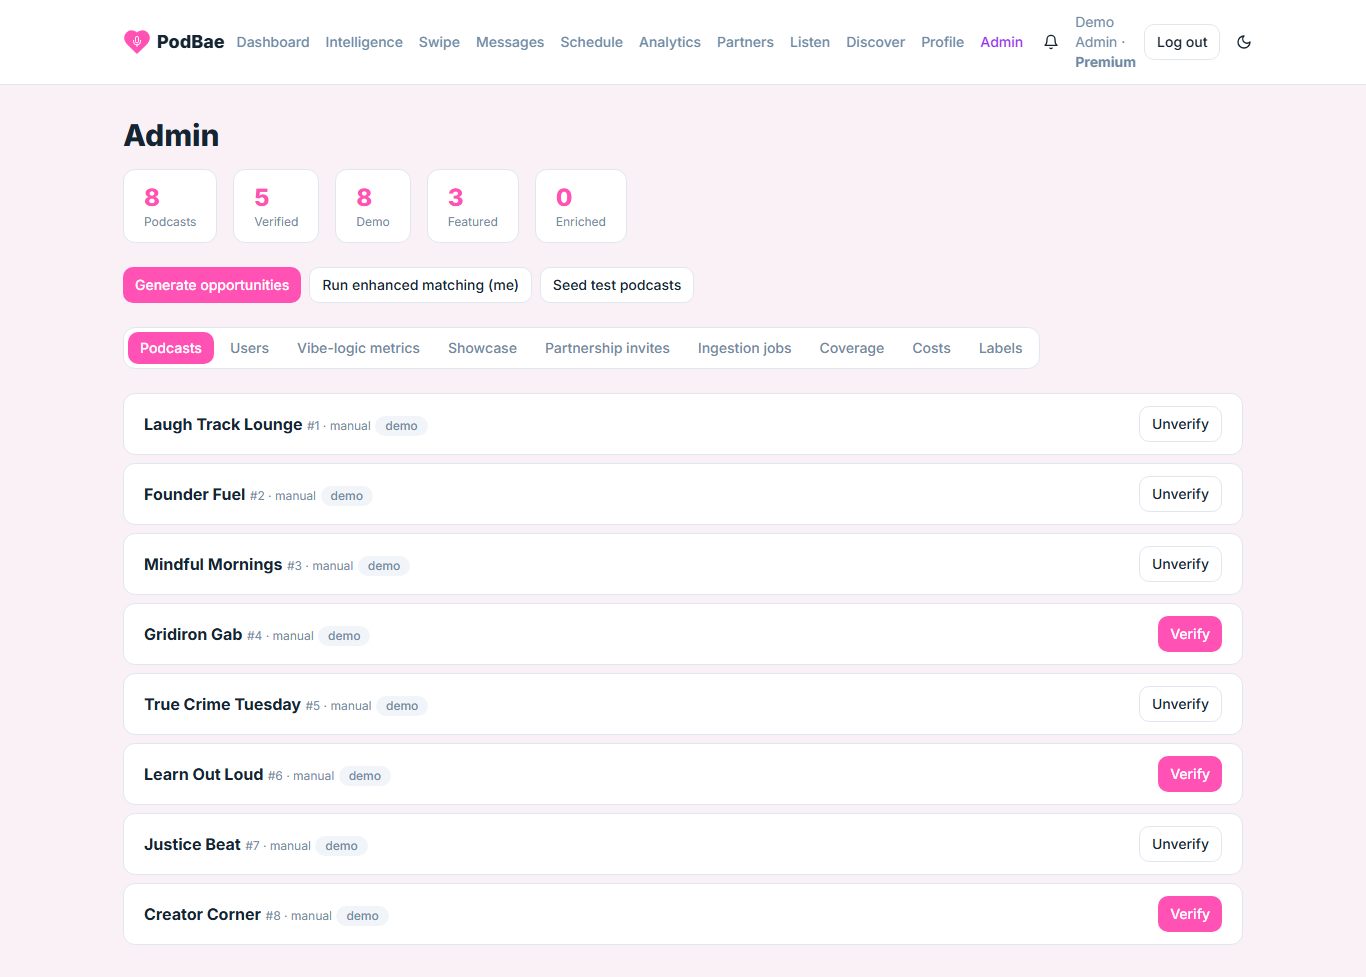 PodBae Dashboard Intelligence Swipe Messages Schedule Analytics Partners Listen Discover Profile Admin
Demo
Admin ·
Premium
Log out
Admin
8
Podcasts
5
Verified
8
Demo
3
Featured
0
Enriched
Generate opportunities Run enhanced matching (me) Seed test podcasts
Podcasts Users Vibe-logic metrics Showcase Partnership invites Ingestion jobs Coverage Costs Labels
Laugh Track Lounge #1 · manual demo Unverify
Founder Fuel #2 · manual demo Unverify
Mindful Mornings #3 · manual demo Unverify
Gridiron Gab #4 · manual demo Verify
True Crime Tuesday #5 · manual demo Unverify
Learn Out Loud #6 · manual demo Verify
Justice Beat #7 · manual demo Unverify
Creator Corner #8 · manual demo Verify